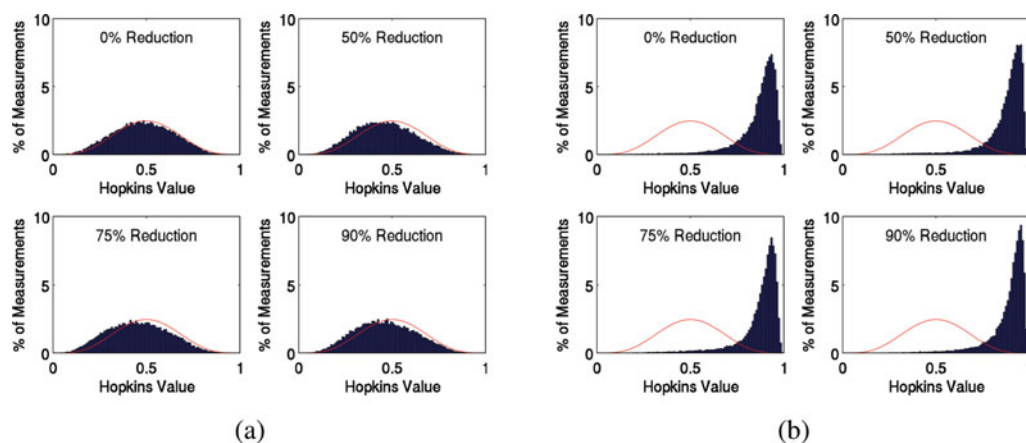 10
0% Reduction
% of Measurements
5
0
0
0.5
1
Hopkins Value
10
50% Reduction
% of Measurements
5
0
0
0.5
1
Hopkins Value
10
75% Reduction
% of Measurements
5
0
0
0.5
1
Hopkins Value
10
90% Reduction
% of Measurements
5
0
0
0.5
1
Hopkins Value
(a)
10
0% Reduction
% of Measurements
5
0
0
0.5
1
Hopkins Value
10
50% Reduction
% of Measurements
5
0
0.5
Hopkins Value
10
75% Reduction
% of Measurements
5
0
0
0.5
1
Hopkins Value
10
90% Reduction
% of Measurements
5
0
0
0.5
Hopkins Value
(b)